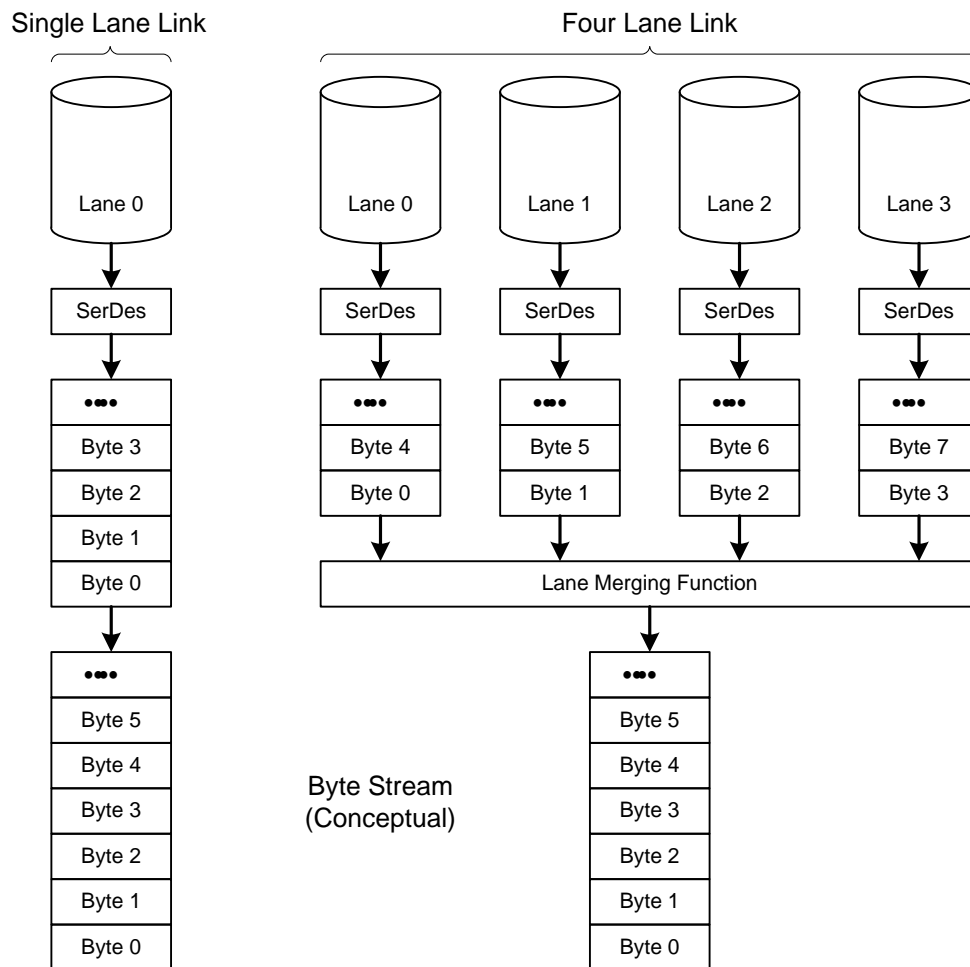 Single Lane Link
Four Lane Link
Lane 0
Lane 0
Lane 1
Lane 2
Lane 3
SerDes
SerDes
SerDes
SerDes
SerDes
••••
••••
••••
••••
••••
Byte 3
Byte 4
Byte 5
Byte 6
Byte 7
Byte 2
Byte 0
Byte 1
Byte 2
Byte 3
Byte 1
Byte 0
Lane Merging Function
••••
••••
Byte 5
Byte 5
Byte 4
Byte 4
Byte Stream
(Conceptual)
Byte 3
Byte 3
Byte 2
Byte 2
Byte 1
Byte 1
Byte 0
Byte 0